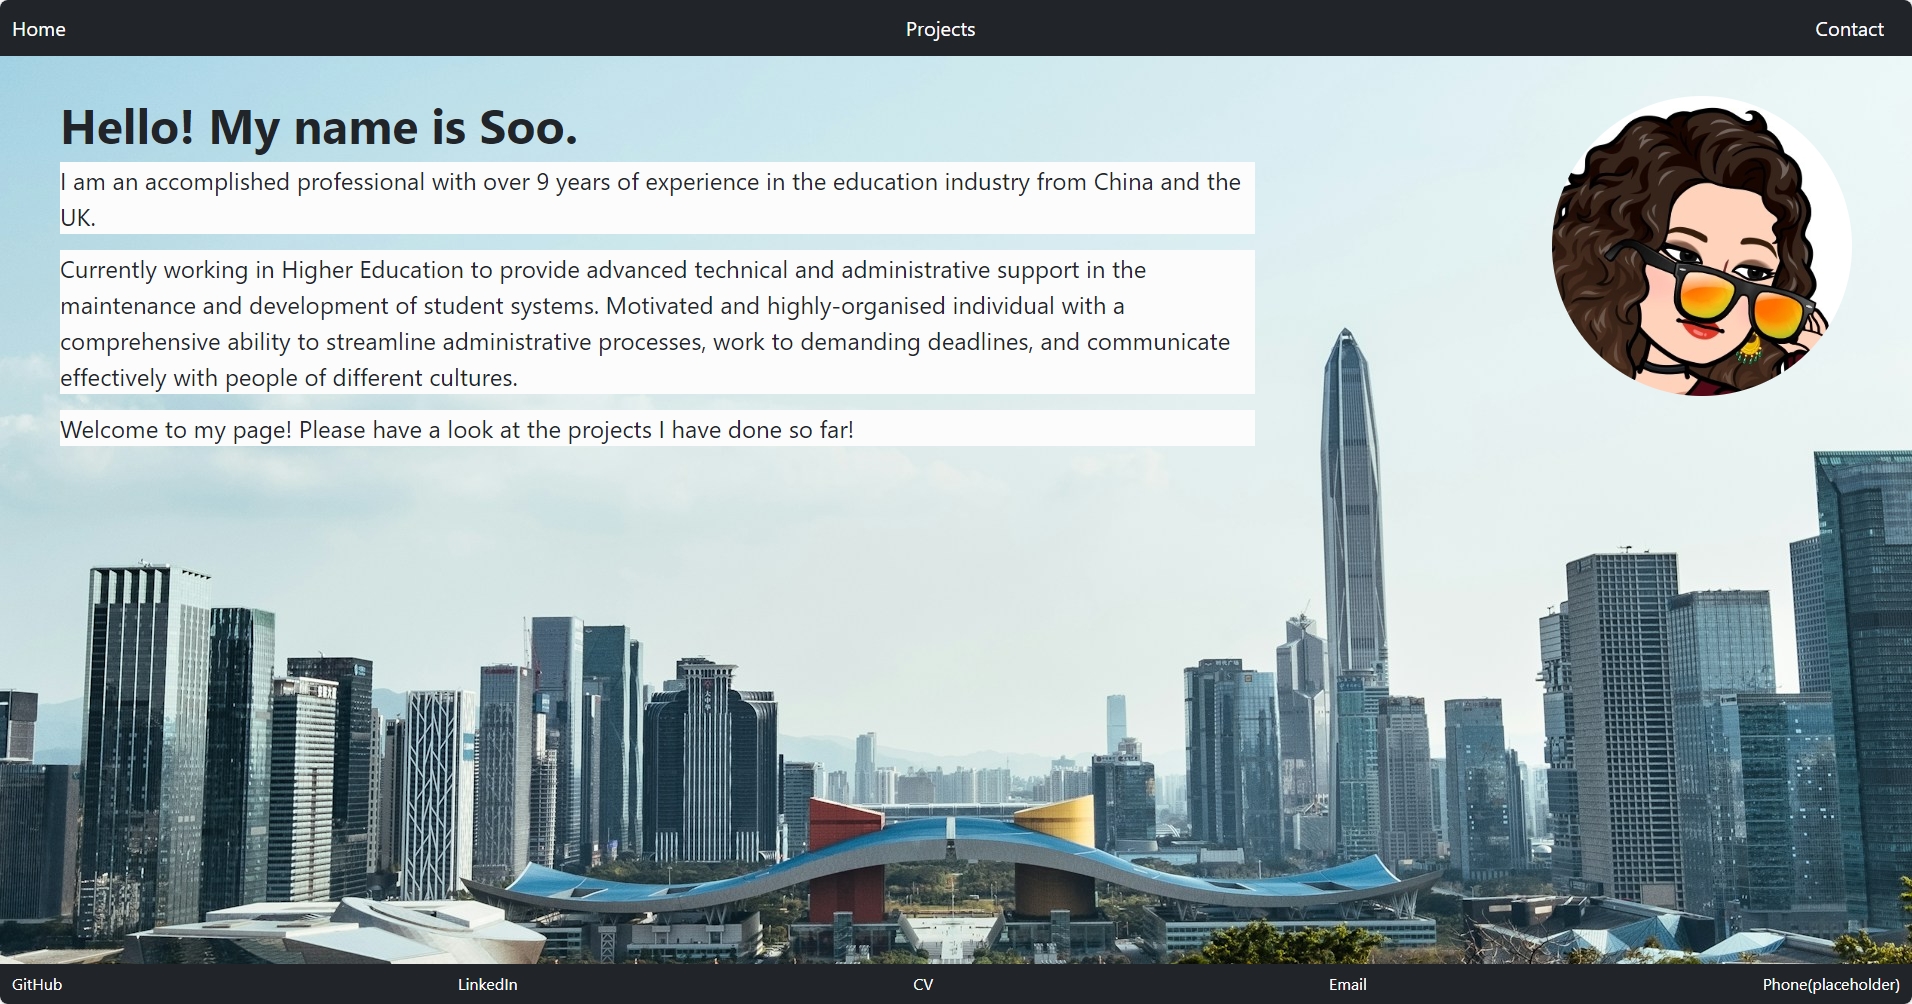 Home Projects Contact
Hello! My name is Soo.
I am an accomplished professional with over 9 years of experience in the education industry from China and the
UK.
Currently working in Higher Education to provide advanced technical and administrative support in the
maintenance and development of student systems. Motivated and highly-organised individual with a
comprehensive ability to streamline administrative processes, work to demanding deadlines, and communicate
effectively with people of different cultures.
Welcome to my page! Please have a look at the projects I have done so far!
大中华
GitHub LinkedIn CV Email Phone(placeholder)